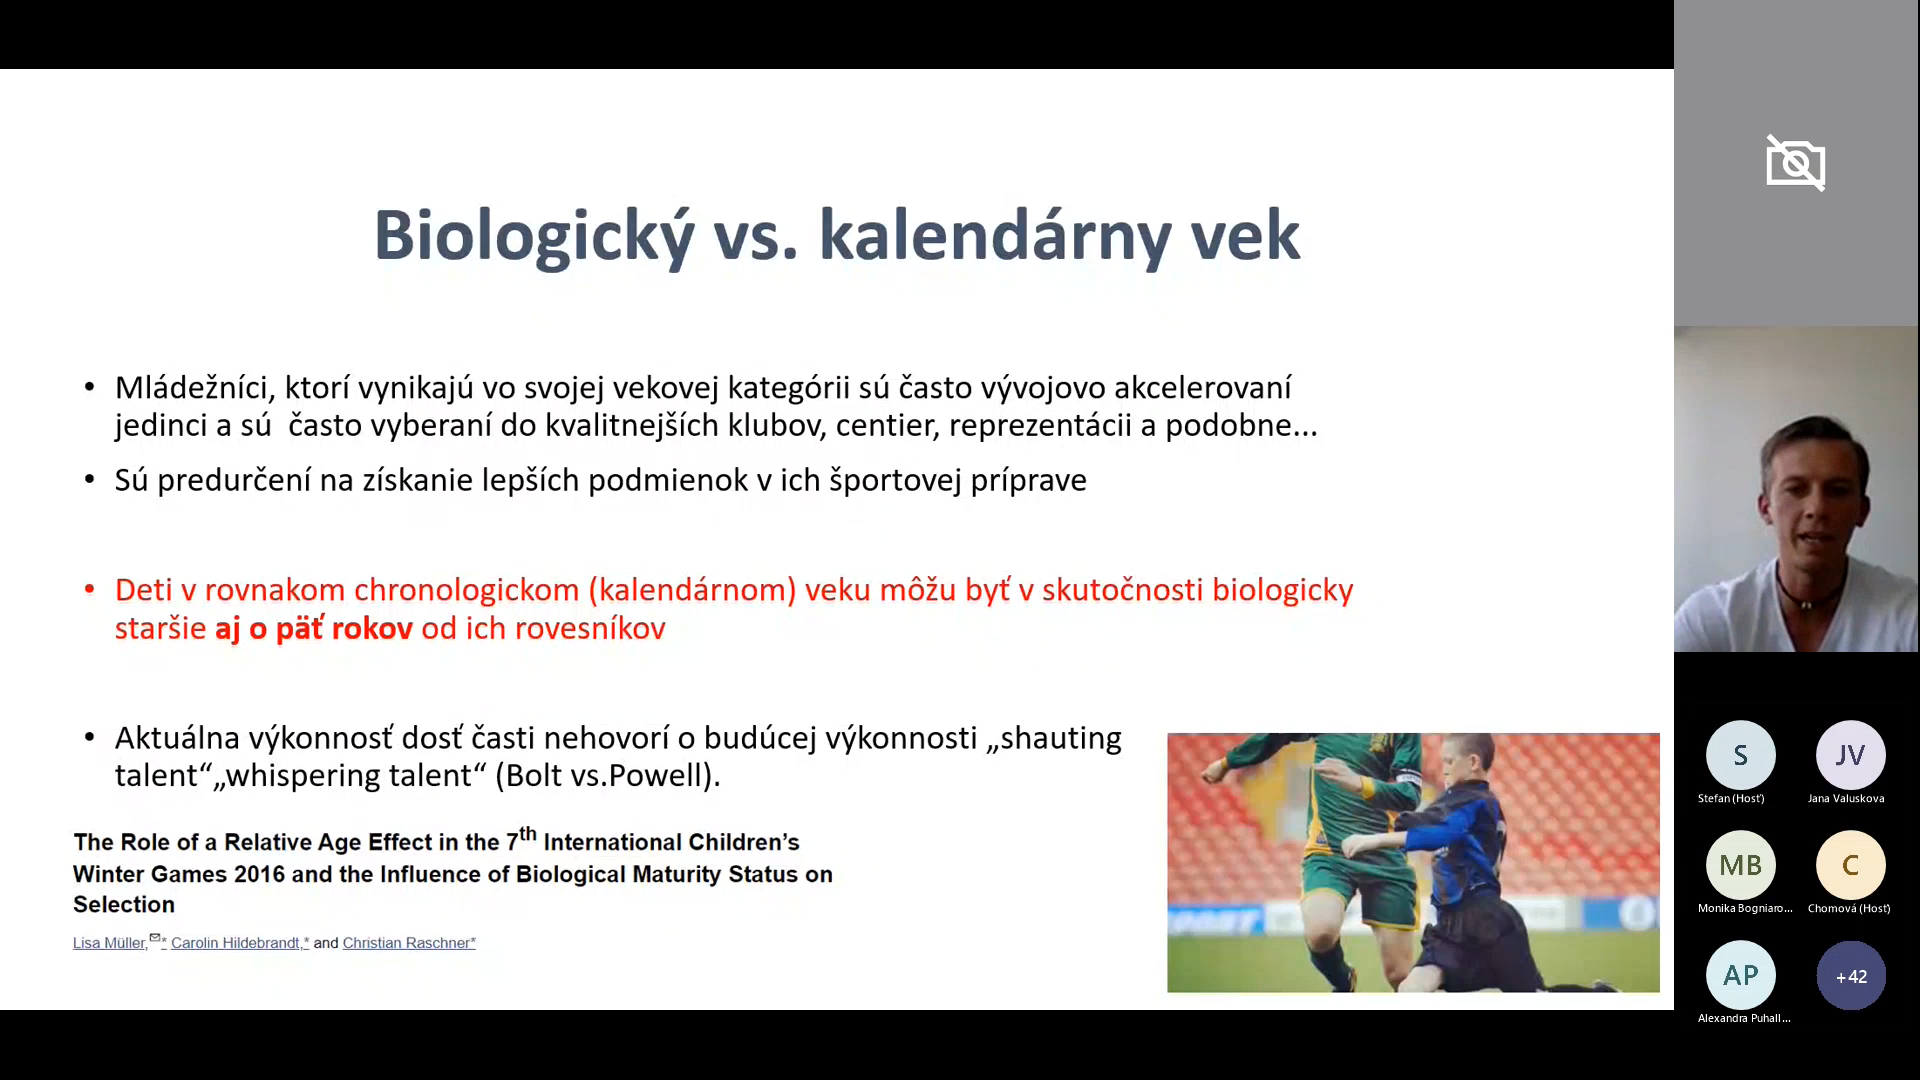 Biologický vs. kalendárny vek
• Mládežníci, ktorí vynikajú vo svojej vekovej kategórii sú často vývojovo akcelerovaní
jedinci a sú  často vyberaní do kvalitnejších klubov, centier, reprezentácii a podobne...
• Sú predurčení na získanie lepších podmienok v ich športovej príprave
• Deti v rovnakom chronologickom (kalendárnom) veku môžu byť v skutočnosti biologicky
staršie aj o päť rokov od ich rovesníkov
• Aktuálna výkonnosť dosť časti nehovorí o budúcej výkonnosti „shauting
talent“„whispering talent“ (Bolt vs.Powell).
The Role of a Relative Age Effect in the 7th International Children’s
Winter Games 2016 and the Influence of Biological Maturity Status on
Selection
Lisa Müller,* Carolin Hildebrandt,* and Christian Raschner*
S
Stefan (Hosť)
JV
Jana Valuskova
MB
Monika Bogniaro...
C
Chomová (Hosť)
AP
Alexandra Puhall...
+42